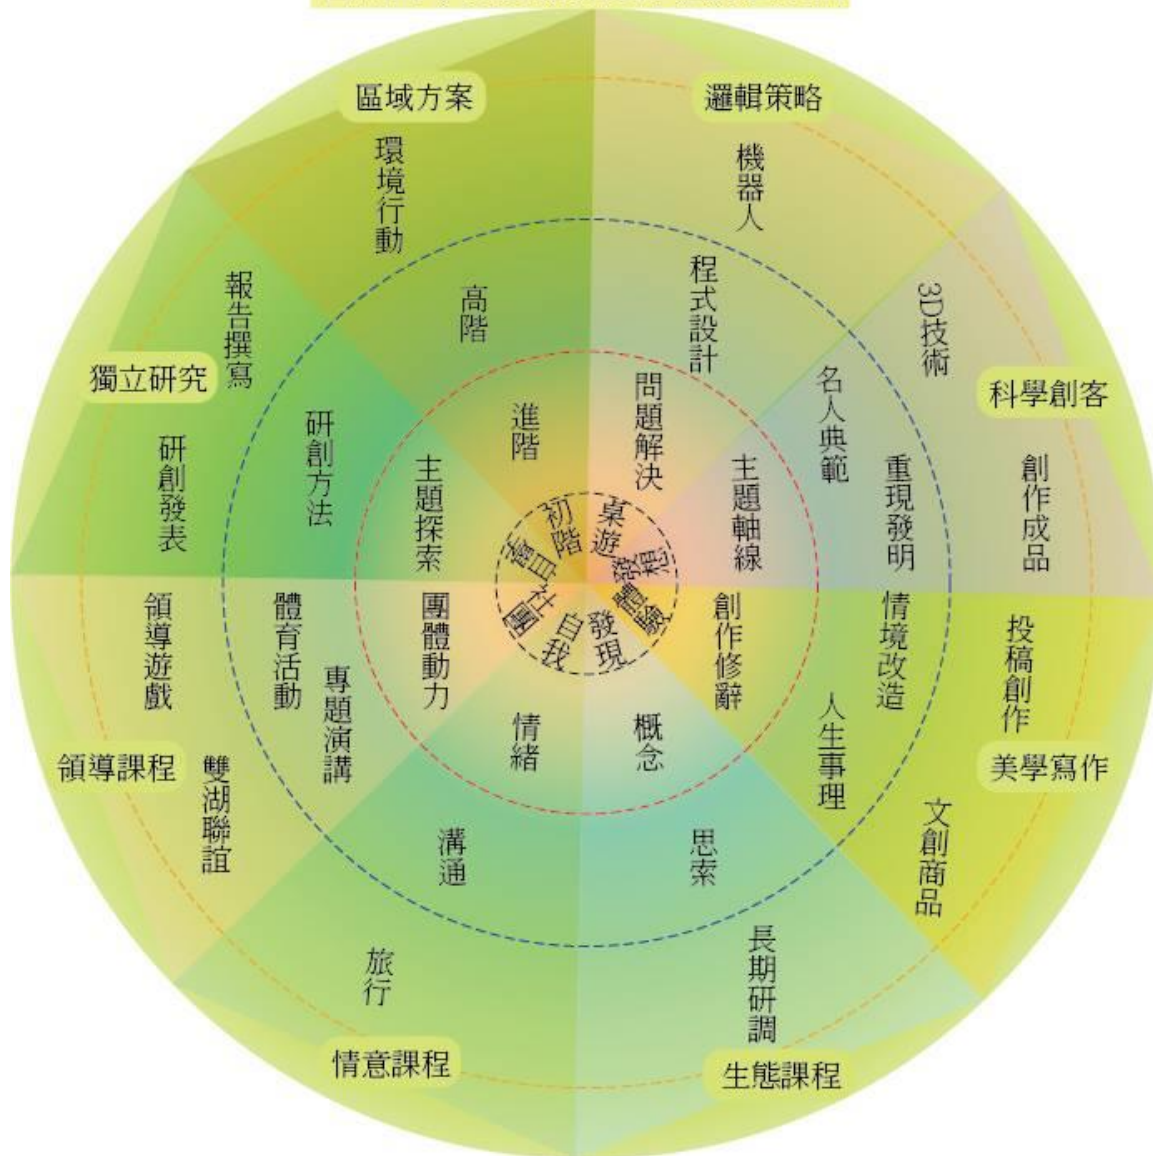 區域方案
環境行動
高階
進階
初階
邏輯策略
機器人
程式設計
問題解決
桌遊
科學創客
3D技術
創作成品
名人典範
重現發明
主題軸線
發想
美學寫作
投稿創作
文創商品
情境改造
人生事理
創作修辭
體驗
生態課程
長期研調
思索
概念
發現
情意課程
旅行
溝通
情緒
自我
領導課程
領導遊戲
雙湖聯誼
體育活動
專題演講
團體動力
社團
獨立研究
報告撰寫
研創發表
研創方法
主題探索